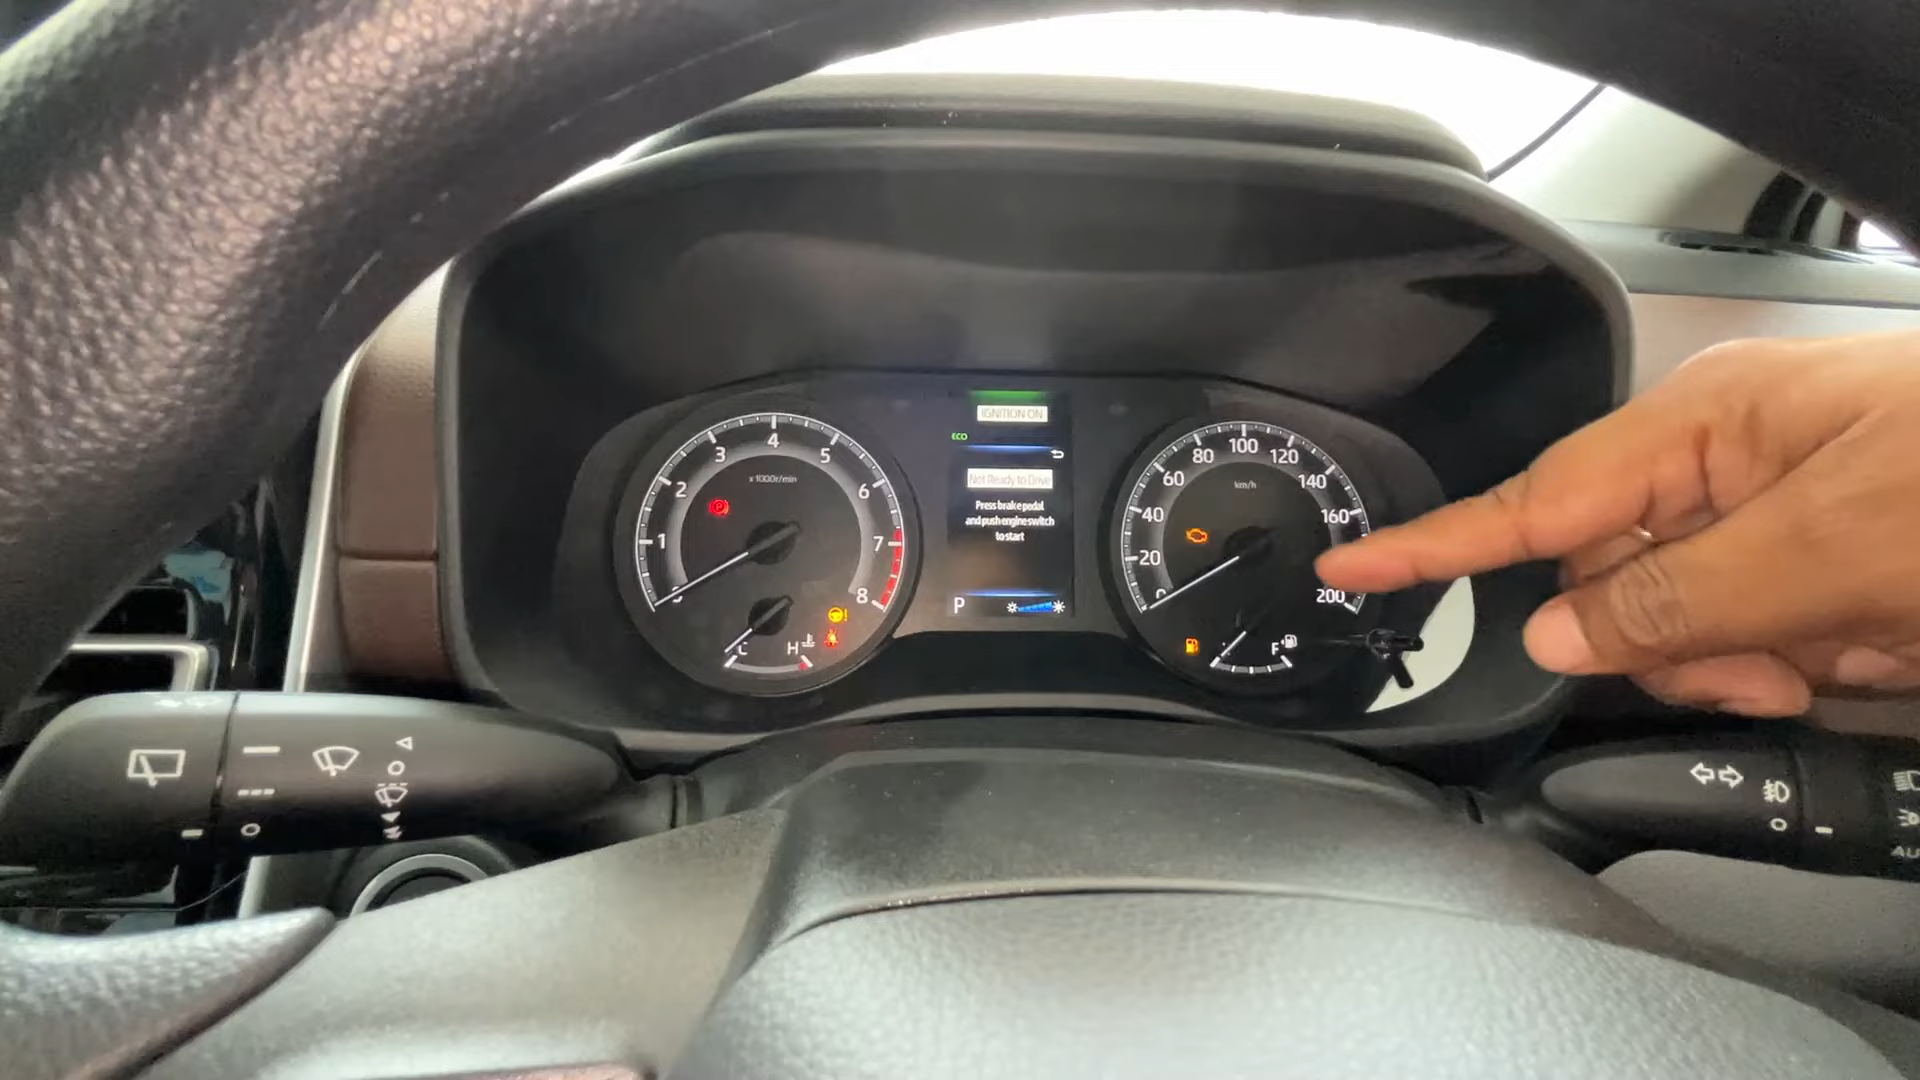 IGNITION ON
ECO
Not Ready to Drive
Press brake pedal
and push engine switch
to start
P
1
2
3
4
5
6
7
8
x 1000r/min
P
C
H
0
20
40
60
80
100
120
140
160
200
km/h
F